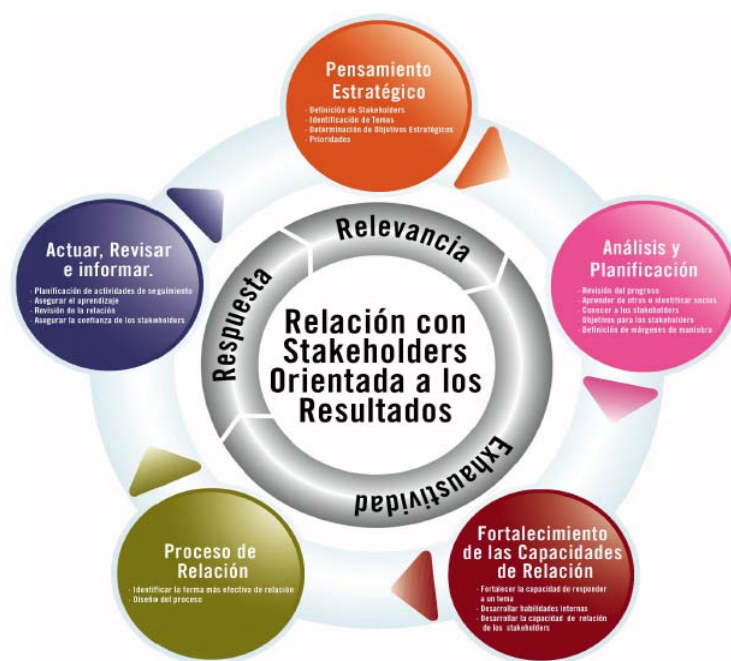 Pensamiento
Estratégico
- Definición de Stakeholders
- Identificación de Temas
- Determinación de Objetivos Estratégicos
- Prioridades
Análisis y
Planificación
- Revisión del progreso
- Aprender de otros e identificar socios
- Conocer a los stakeholders
- Objetivos para los stakeholders
- Definición de márgenes de maniobra
Fortalecimiento
de las Capacidades
de Relación
- Fortalecer la capacidad de responder
a un tema
- Desarrollar habilidades internas
- Desarrollar la capacidad de relación
de los stakeholders
Proceso de
Relación
- Identificar la forma más efectiva de relación.
- Diseño del proceso
Actuar, Revisar
e informar.
- Planificación de actividades de seguimiento
- Asegurar el aprendizaje
- Revisión de la relación
- Asegurar la confianza de los stakeholders
Relevancia
Exhaustividad
Respuesta
Relación con
Stakeholders
Orientada a los
Resultados